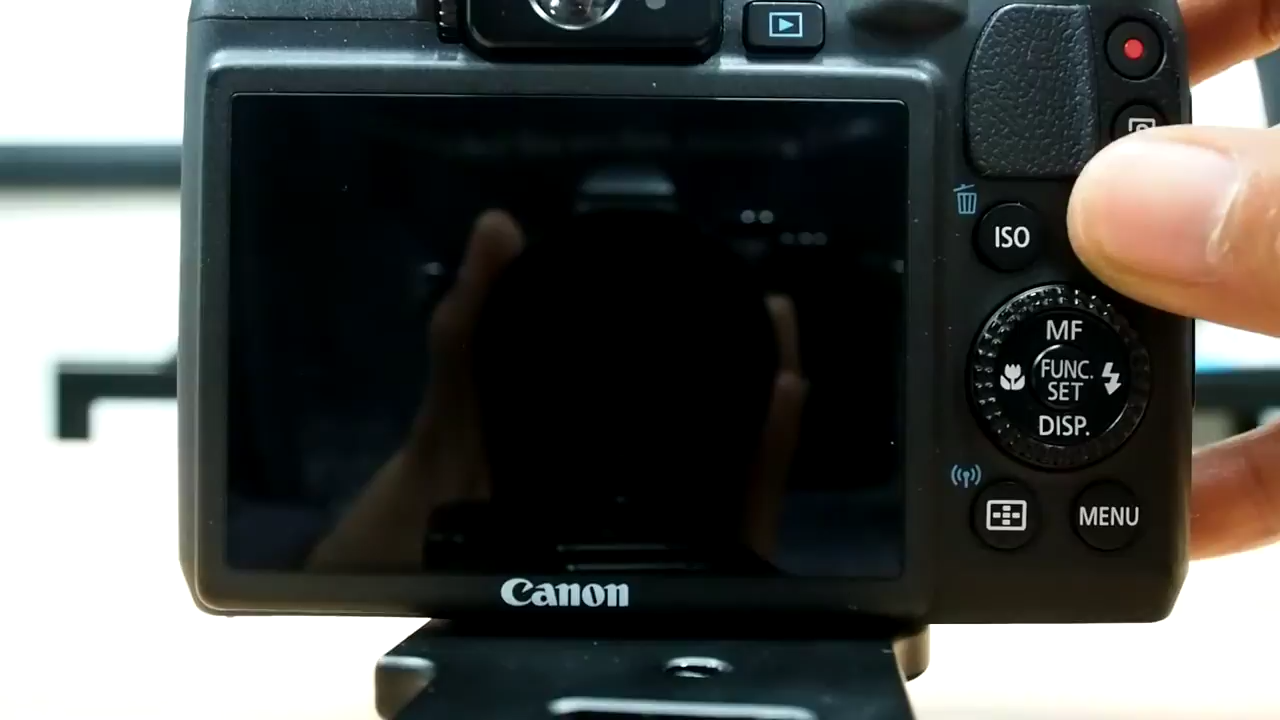 ISO
MF
FUNC.
SET
DISP.
MENU
Canon